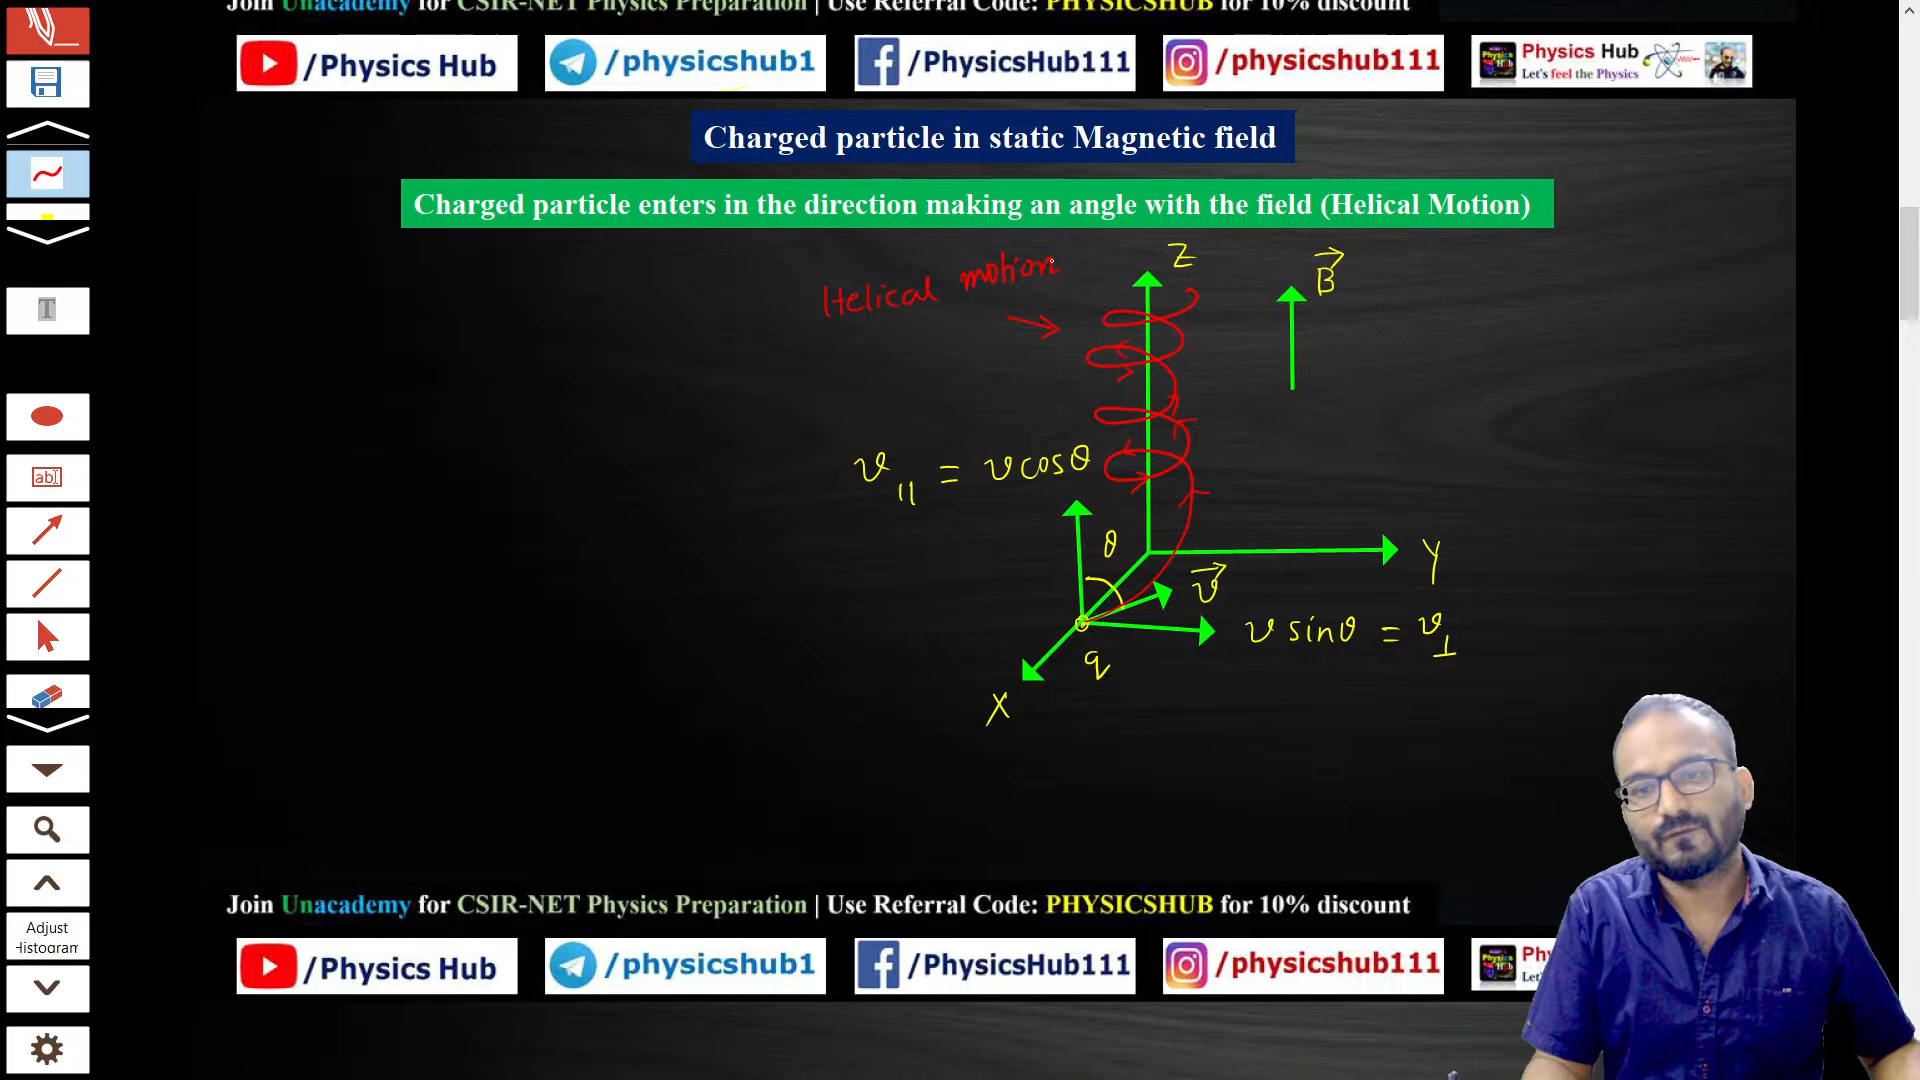 Join Unacademy for CSIR-NET Physics Preparation | Use Referral Code: PHYSICSHUB for 10% discount
/Physics Hub
/physicshub1
/PhysicsHub111
/physicshub111
Physics Hub
Let's feel the Physics
Charged particle in static Magnetic field
Charged particle enters in the direction making an angle with the field (Helical Motion)
Helical motion
Z
B
v∥ = v cosθ
θ
Y
v
v sinθ = v⊥
q
X
Join Unacademy for CSIR-NET Physics Preparation | Use Referral Code: PHYSICSHUB for 10% discount
/Physics Hub
/physicshub1
/PhysicsHub111
/physicshub111
T
ab
Adjust
Histogram